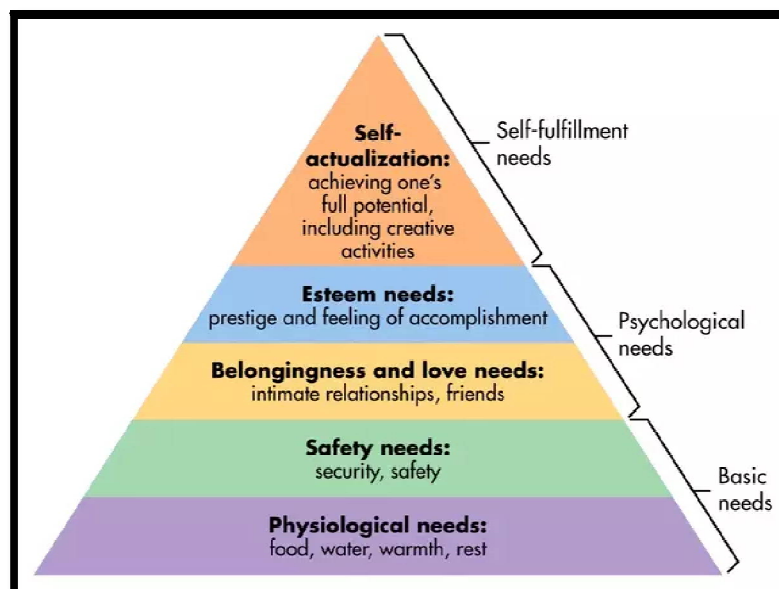 Self-
actualization:
achieving one's
full potential,
including creative
activities
Self-fulfillment
needs
Esteem needs:
prestige and feeling of accomplishment
Belongingness and love needs:
intimate relationships, friends
Psychological
needs
Safety needs:
security, safety
Physiological needs:
food, water, warmth, rest
Basic
needs